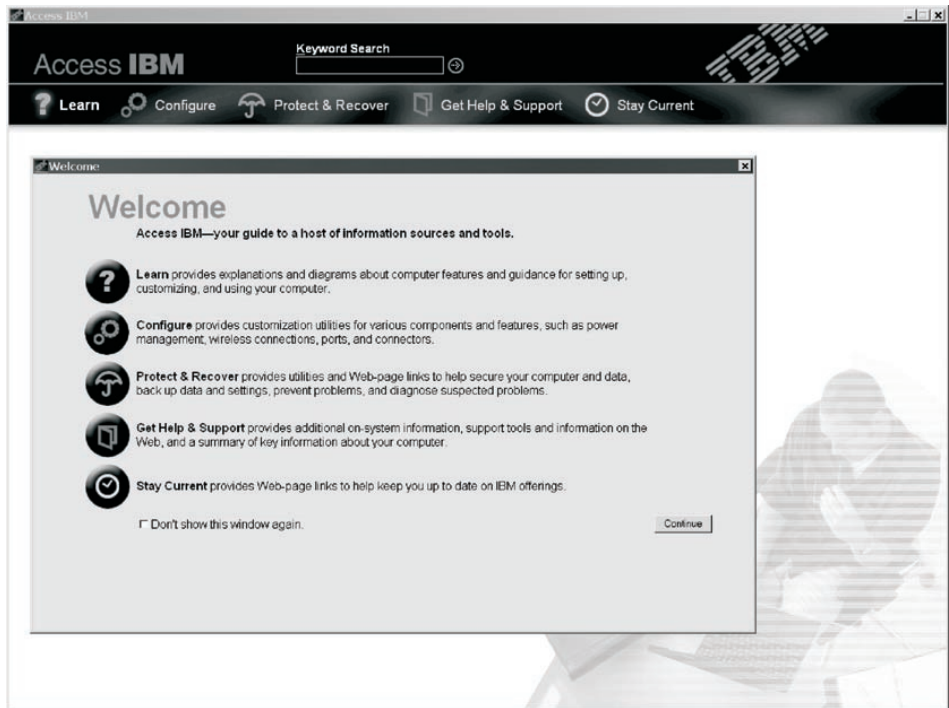 Access IBM
Keyword Search
Access IBM
IBM
Learn Configure Protect & Recover Get Help & Support Stay Current
Welcome
Welcome
Access IBM—your guide to a host of information sources and tools.
Learn provides explanations and diagrams about computer features and guidance for setting up,
customizing, and using your computer.
Configure provides customization utilities for various components and features, such as power
management, wireless connections, ports, and connectors.
Protect & Recover provides utilities and Web-page links to help secure your computer and data,
back up data and settings, prevent problems, and diagnose suspected problems.
Get Help & Support provides additional on-system information, support tools and information on the
Web, and a summary of key information about your computer.
Stay Current provides Web-page links to help keep you up to date on IBM offerings.
Don't show this window again.
Continue